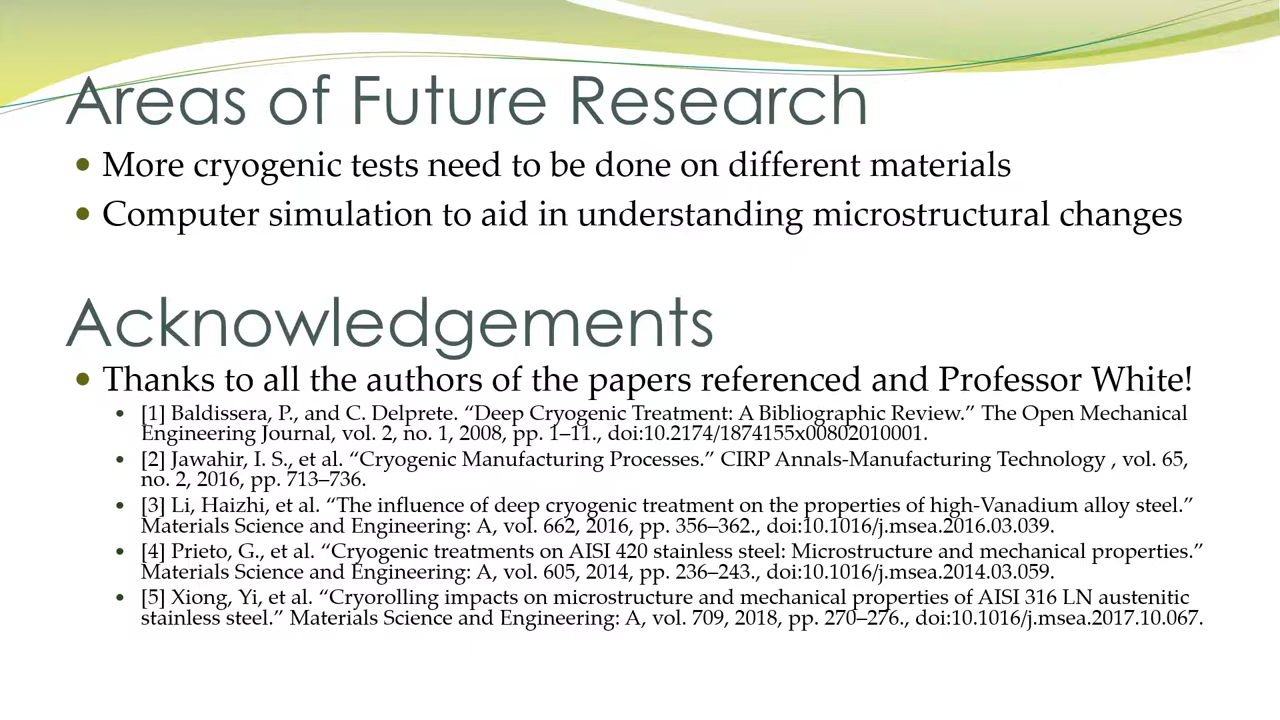 Areas of Future Research
• More cryogenic tests need to be done on different materials
• Computer simulation to aid in understanding microstructural changes
Acknowledgements
• Thanks to all the authors of the papers referenced and Professor White!
• [1] Baldissera, P., and C. Delprete. “Deep Cryogenic Treatment: A Bibliographic Review.” The Open Mechanical
Engineering Journal, vol. 2, no. 1, 2008, pp. 1–11., doi:10.2174/1874155x00802010001.
• [2] Jawahir, I. S., et al. “Cryogenic Manufacturing Processes.” CIRP Annals-Manufacturing Technology , vol. 65,
no. 2, 2016, pp. 713–736.
• [3] Li, Haizhi, et al. “The influence of deep cryogenic treatment on the properties of high-Vanadium alloy steel.”
Materials Science and Engineering: A, vol. 662, 2016, pp. 356–362., doi:10.1016/j.msea.2016.03.039.
• [4] Prieto, G., et al. “Cryogenic treatments on AISI 420 stainless steel: Microstructure and mechanical properties.”
Materials Science and Engineering: A, vol. 605, 2014, pp. 236–243., doi:10.1016/j.msea.2014.03.059.
• [5] Xiong, Yi, et al. “Cryorolling impacts on microstructure and mechanical properties of AISI 316 LN austenitic
stainless steel.” Materials Science and Engineering: A, vol. 709, 2018, pp. 270–276., doi:10.1016/j.msea.2017.10.067.